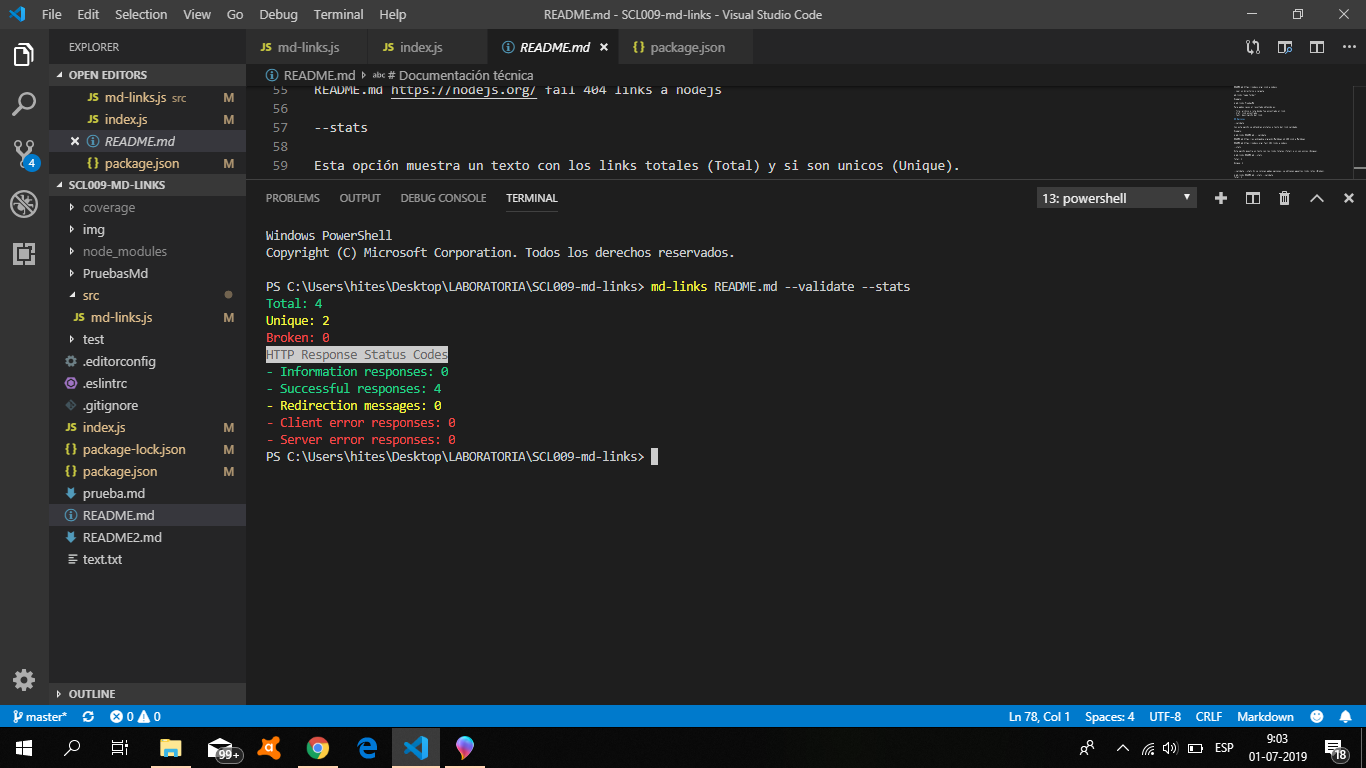 File Edit Selection View Go Debug Terminal Help
README.md - SCL009-md-links - Visual Studio Code
EXPLORER
OPEN EDITORS
JS md-links.js src M
JS index.js M
README.md
{} package.json M
SCL009-MD-LINKS
coverage
img
node_modules
PruebasMd
src
JS md-links.js M
test
.editorconfig
.eslintrc
.gitignore
JS index.js M
{} package-lock.json M
{} package.json M
prueba.md
README.md
README2.md
text.txt
OUTLINE
4
JS md-links.js
JS index.js
README.md
{} package.json
README.md abc # Documentación técnica
55 README.md https://nodejs.org/ fail 404 links a nodejs
56
57 --stats
58
59 Esta opción muestra un texto con los links totales (Total) y si son unicos (Unique).
PROBLEMS OUTPUT DEBUG CONSOLE TERMINAL
13: powershell
Windows PowerShell
Copyright (C) Microsoft Corporation. Todos los derechos reservados.
PS C:\Users\hites\Desktop\LABORATORIA\SCL009-md-links> md-links README.md --validate --stats
Total: 4
Unique: 2
Broken: 0
HTTP Response Status Codes
- Information responses: 0
- Successful responses: 4
- Redirection messages: 0
- Client error responses: 0
- Server error responses: 0
PS C:\Users\hites\Desktop\LABORATORIA\SCL009-md-links>
master* 0 0
Ln 78, Col 1 Spaces: 4 UTF-8 CRLF Markdown
99+
ESP
9:03
01-07-2019
18